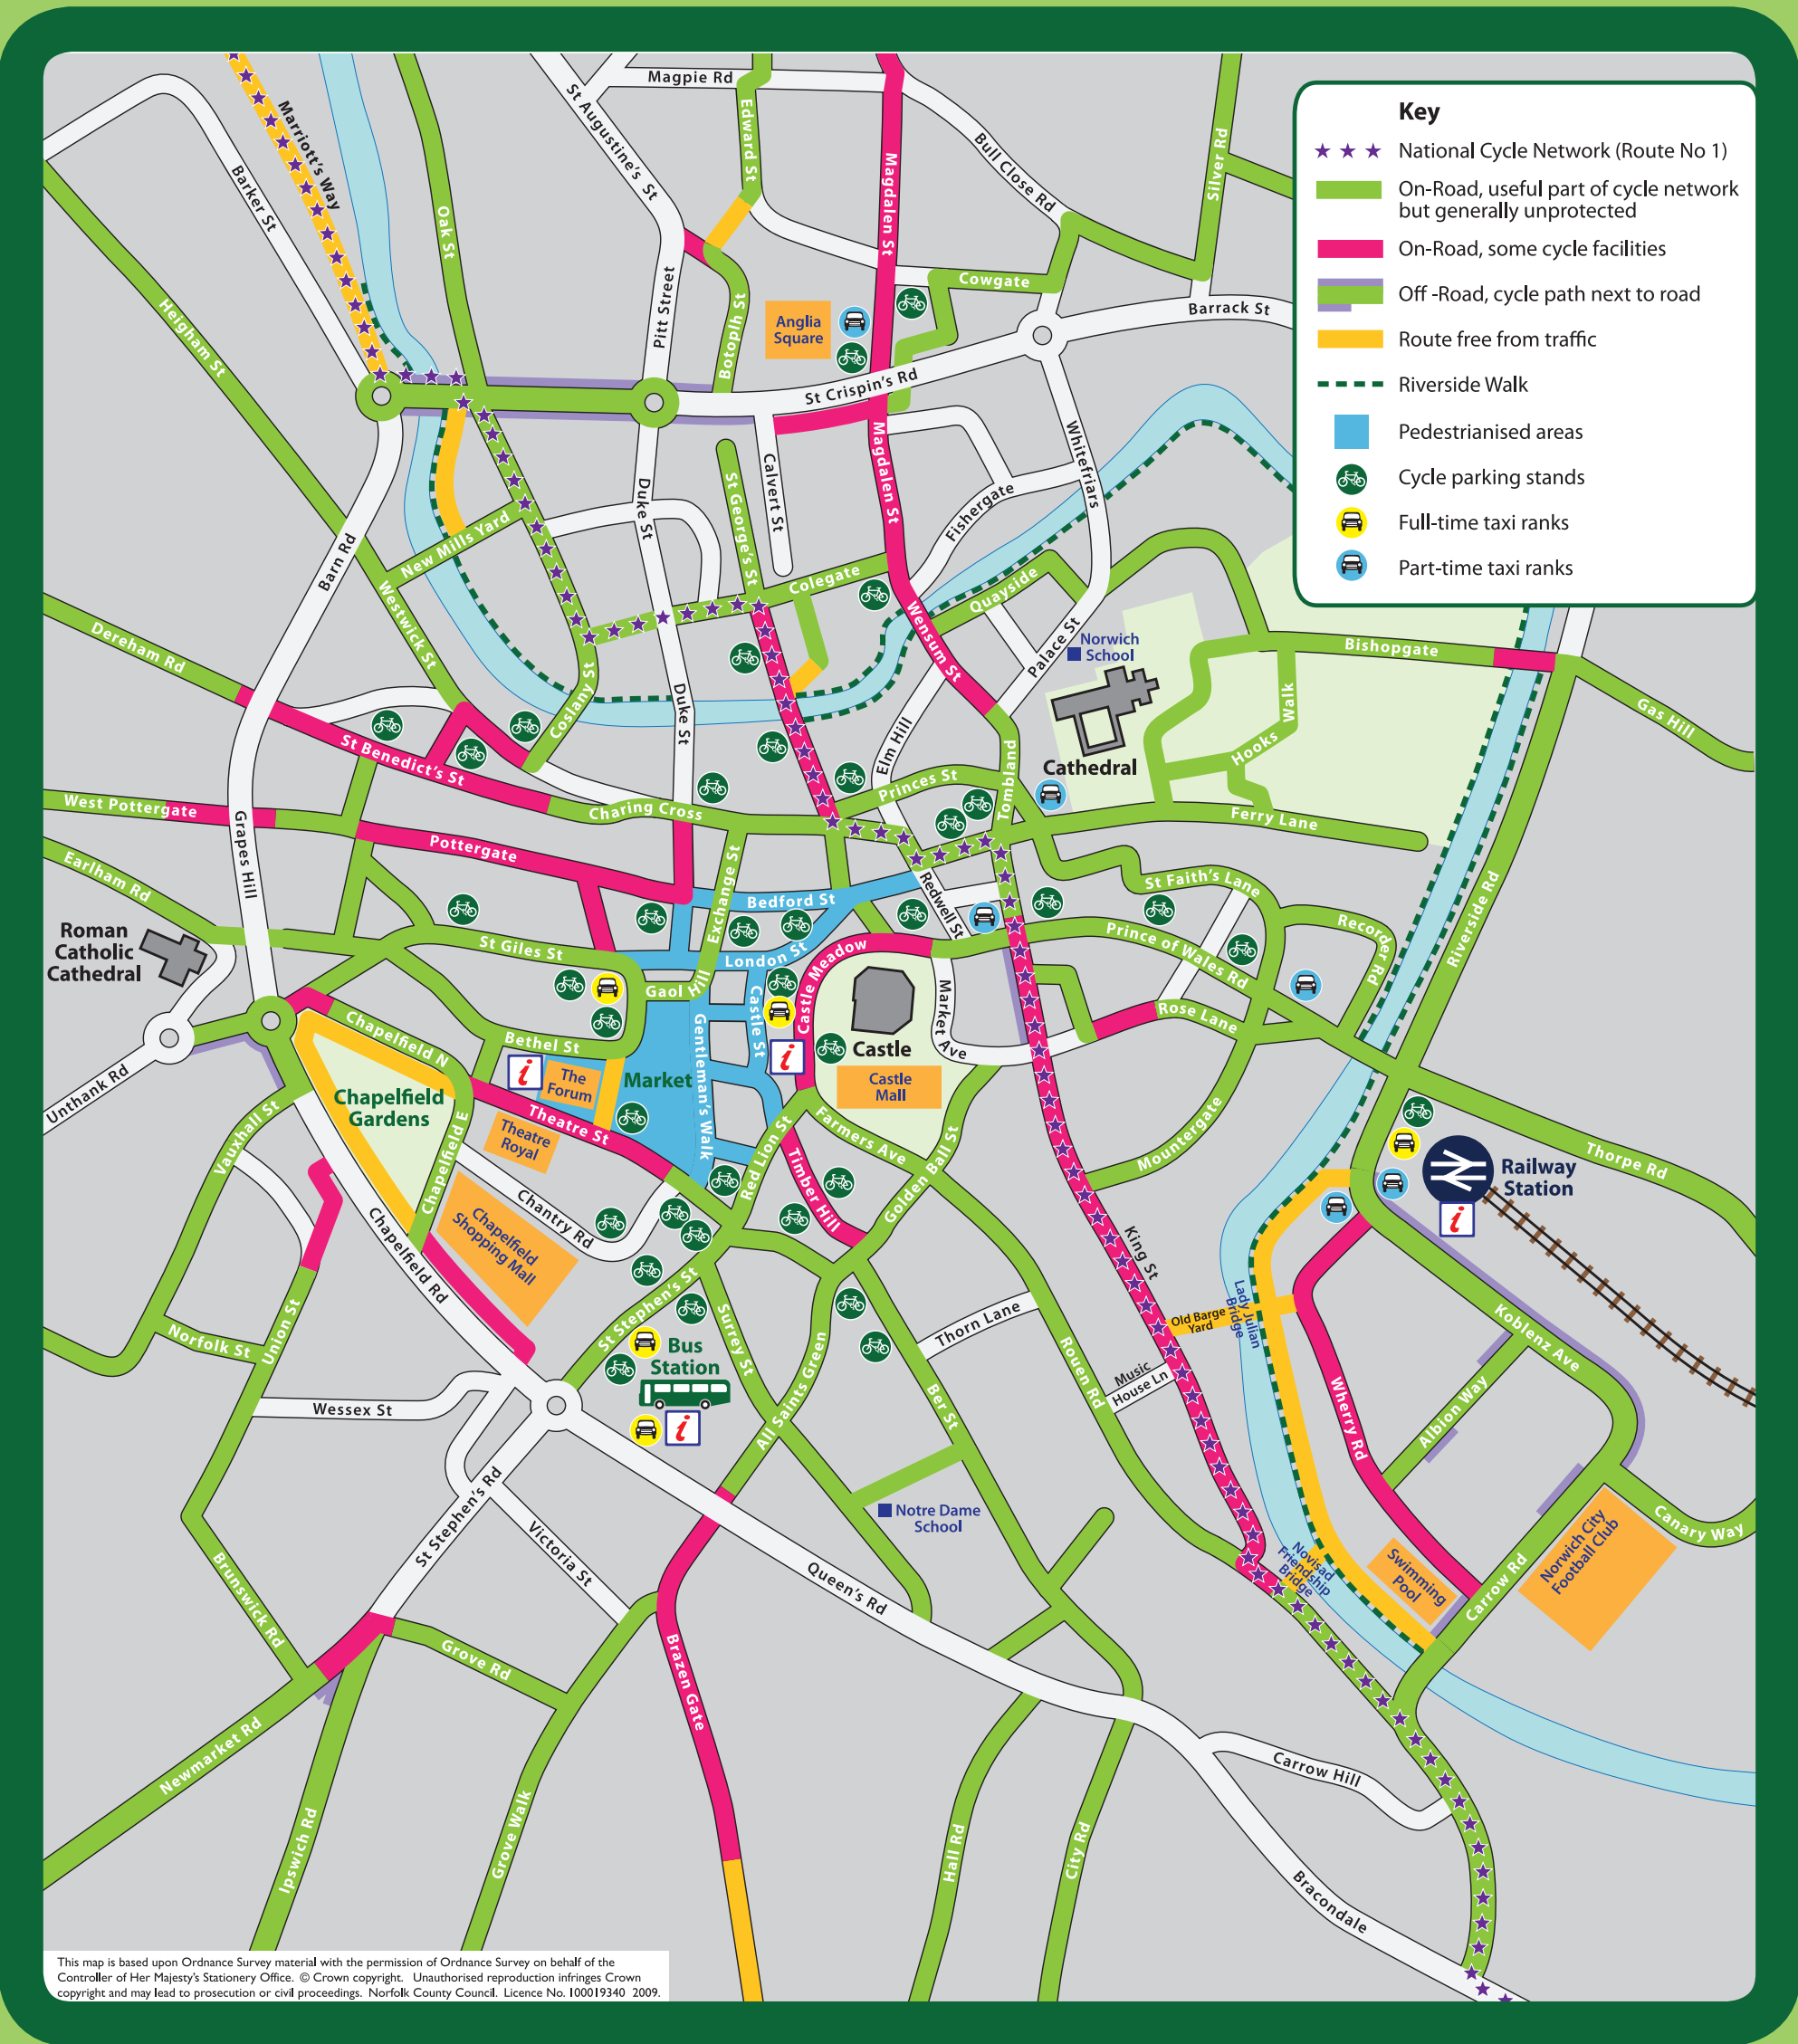 Key
National Cycle Network (Route No 1)
On-Road, useful part of cycle network
but generally unprotected
On-Road, some cycle facilities
Off -Road, cycle path next to road
Route free from traffic
Riverside Walk
Pedestrianised areas
Cycle parking stands
Full-time taxi ranks
Part-time taxi ranks
Magpie Rd
St Augustine's St
Edward St
Magdalen St
Bull Close Rd
Silver Rd
Marriott's Way
Barker St
Oak St
Heigham St
Pitt Street
Botoplh St
Anglia
Square
Cowgate
Barrack St
St Crispin's Rd
Magdalen St
Whitefriars
Calvert St
St George's St
Duke St
Fishergate
New Mills Yard
Barn Rd
Westwick St
Colegate
Quayside
Wensum St
Palace St
Norwich
School
Bishopgate
Gas Hill
Dereham Rd
Coslany St
Duke St
Elm Hill
Walk
Hooks
Cathedral
Tombland
St Benedict's St
Princes St
Charing Cross
Ferry Lane
West Pottergate
Grapes Hill
Pottergate
Earlham Rd
Exchange St
Bedford St
Redwell St
St Faith's Lane
Recorder Rd
Riverside Rd
Roman
Catholic
Cathedral
St Giles St
London St
Castle Meadow
Prince of Wales Rd
Gaol Hill
Castle St
Gentleman's Walk
Market Ave
Rose Lane
Chapelfield N
Bethel St
i
The
Forum
Market
i
Castle
Castle
Mall
Unthank Rd
Chapelfield
Gardens
Theatre St
Theatre
Royal
Chapelfield E
Vauxhall St
Red Lion St
Farmers Ave
Golden Ball St
Mountergate
Thorpe Rd
Railway
Station
i
Timber Hill
Chantry Rd
Chapelfield
Shopping Mall
Chapelfield Rd
King St
Lady Julian
Bridge
Old Barge
Yard
Koblenz Ave
Norfolk St
Union St
St Stephen's St
Surrey St
Bus
Station
i
All Saints Green
Thorn Lane
Rouen Rd
Music
House Ln
Ber St
Wherry Rd
Albion Way
Wessex St
St Stephen's Rd
Victoria St
Notre Dame
School
Queen's Rd
Novisad
Friendship
Bridge
Swimming
Pool
Carrow Rd
Norwich City
Football Club
Canary Way
Brunswick Rd
Grove Rd
Brazen Gate
Newmarket Rd
Ipswich Rd
Grove Walk
Hall Rd
City Rd
Carrow Hill
Bracondale
This map is based upon Ordnance Survey material with the permission of Ordnance Survey on behalf of the
Controller of Her Majesty's Stationery Office. © Crown copyright. Unauthorised reproduction infringes Crown
copyright and may lead to prosecution or civil proceedings. Norfolk County Council. Licence No. 100019340 2009.